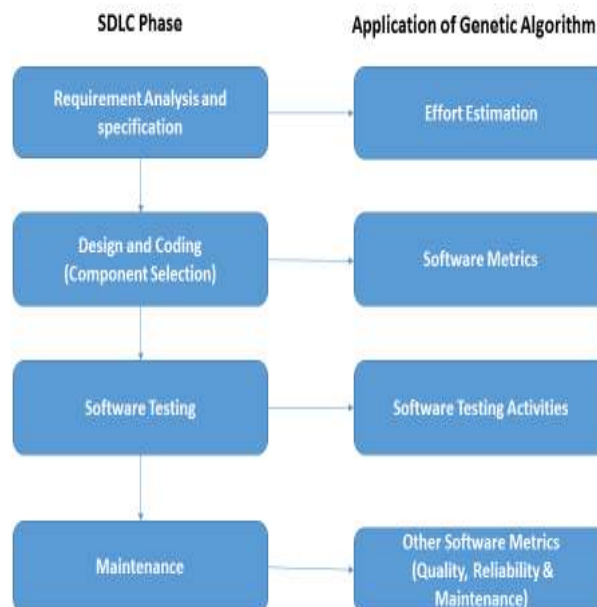 SDLC Phase
Application of Genetic Algorithm
Requirement Analysis and
specification
Effort Estimation
Design and Coding
(Component Selection)
Software Metrics
Software Testing
Software Testing Activities
Maintenance
Other Software Metrics
(Quality, Reliability &
Maintenance)